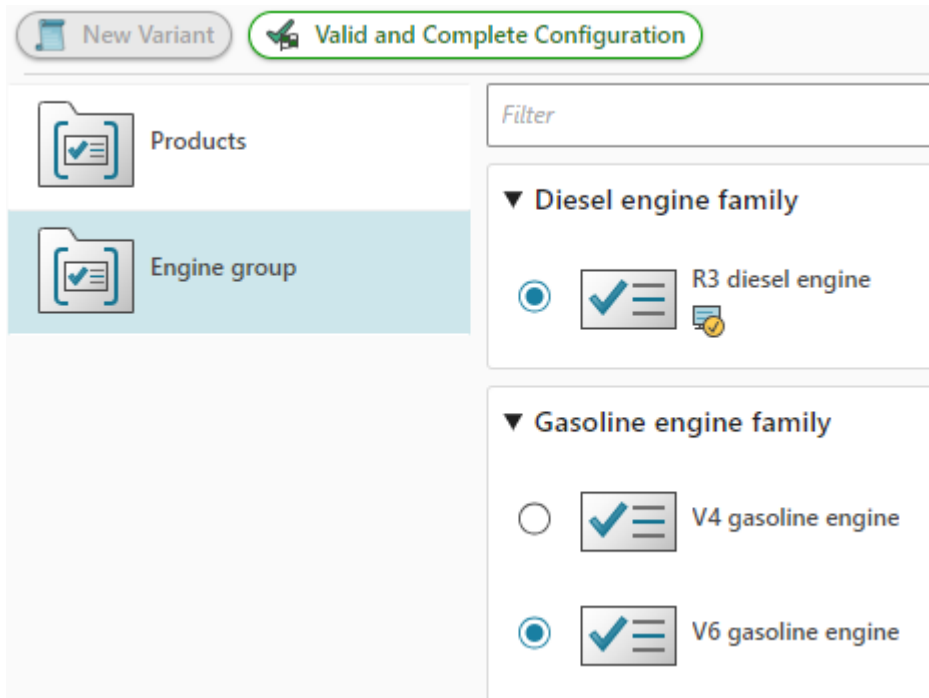 New Variant
Valid and Complete Configuration
Products
Engine group
Filter
Diesel engine family
R3 diesel engine
Gasoline engine family
V4 gasoline engine
V6 gasoline engine